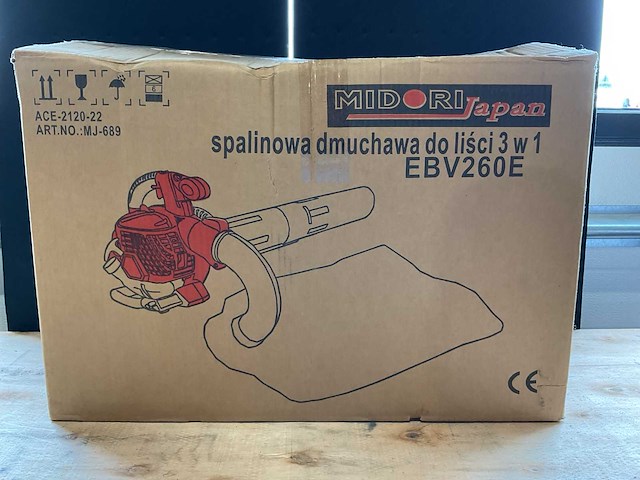 ACE-2120-22
ART.NO.:MJ-689
MIDORI Japan
spalinowa dmuchawa do liści 3 w 1
EBV260E
CE